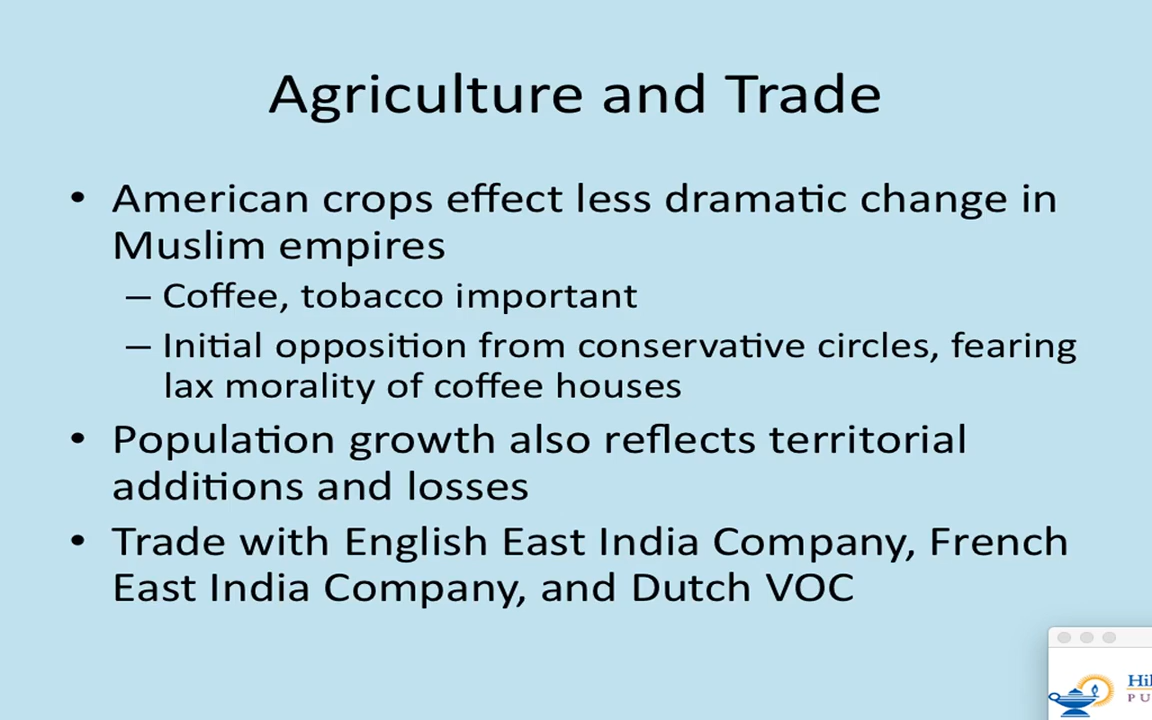 Agriculture and Trade
• American crops effect less dramatic change in
Muslim empires
– Coffee, tobacco important
– Initial opposition from conservative circles, fearing
lax morality of coffee houses
• Population growth also reflects territorial
additions and losses
• Trade with English East India Company, French
East India Company, and Dutch VOC